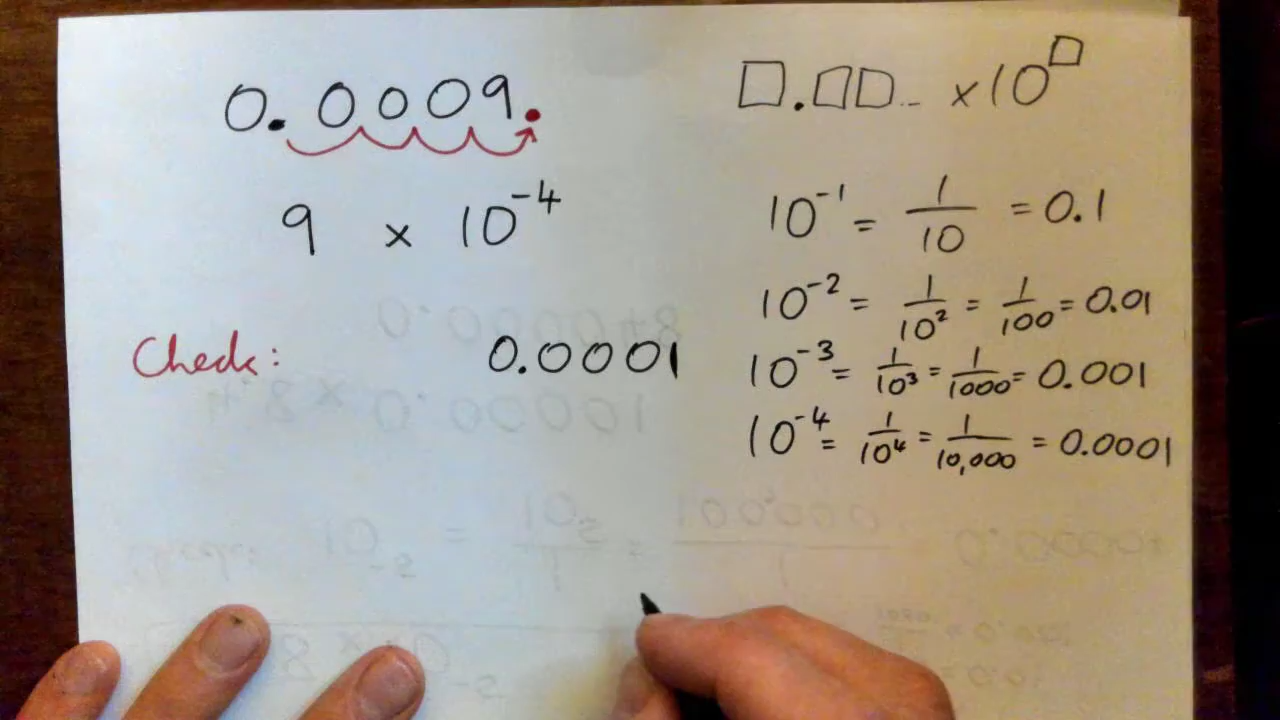 0.0009.
9 × 10⁻⁴
Check: 0.0001
□.□□.. ×10□
10⁻¹ = 1/10 = 0.1
10⁻² = 1/10² = 1/100 = 0.01
10⁻³ = 1/10³ = 1/1000 = 0.001
10⁻⁴ = 1/10⁴ = 1/10,000 = 0.0001